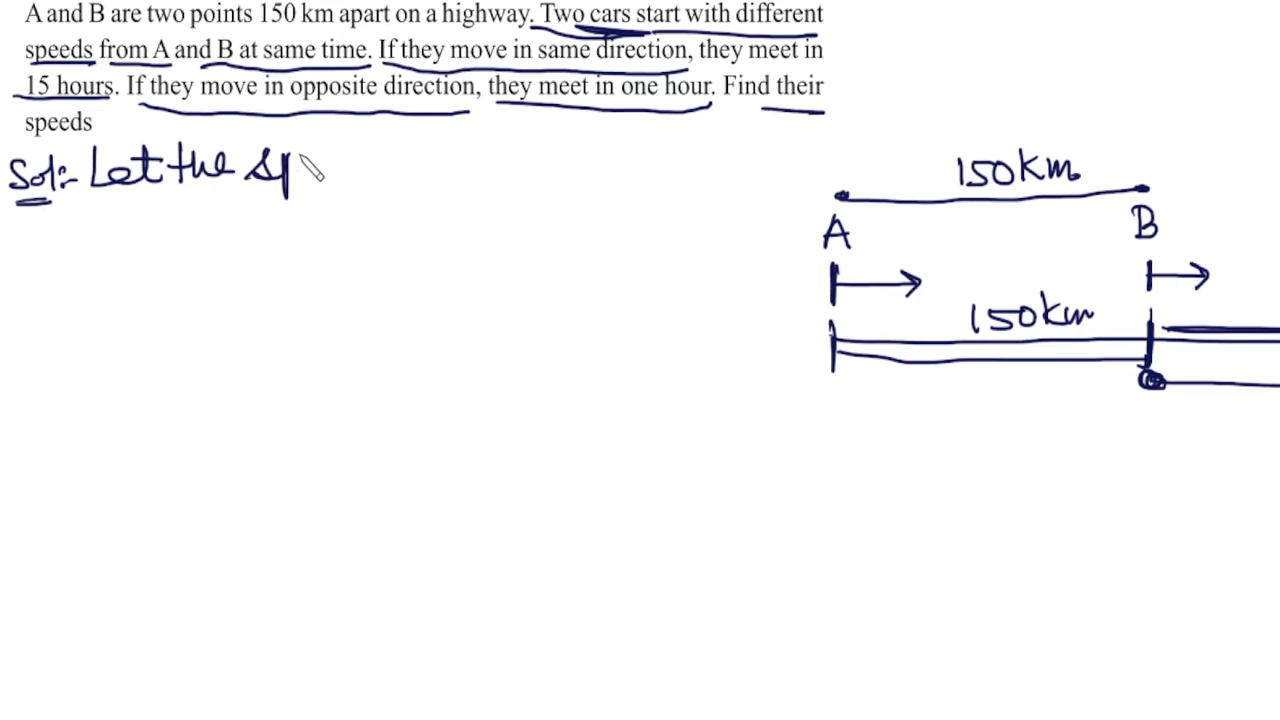 A and B are two points 150 km apart on a highway. Two cars start with different
speeds from A and B at same time. If they move in same direction, they meet in
15 hours. If they move in opposite direction, they meet in one hour. Find their
speeds
Sol:- Let the sp
150km
A B
150km